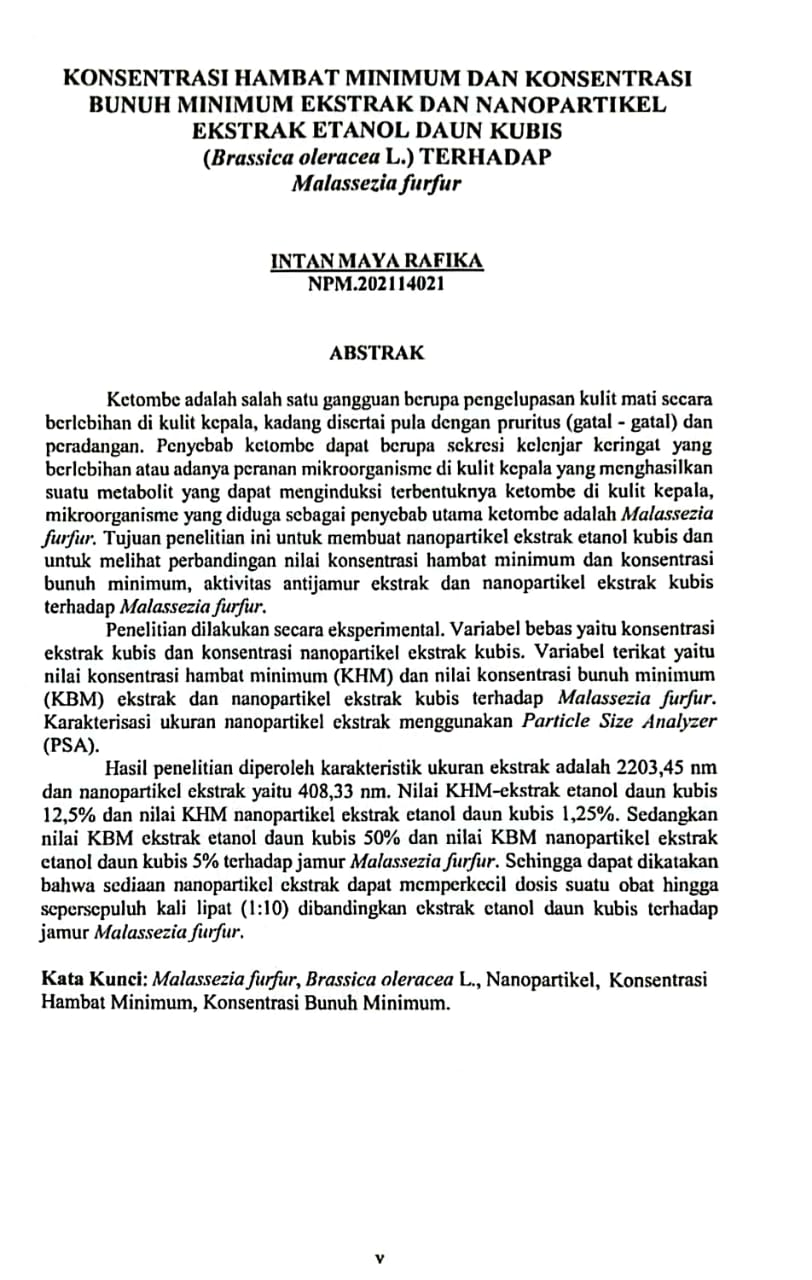 KONSENTRASI HAMBAT MINIMUM DAN KONSENTRASI
BUNUH MINIMUM EKSTRAK DAN NANOPARTIKEL
EKSTRAK ETANOL DAUN KUBIS
(Brassica oleracea L.) TERHADAP
Malassezia furfur
INTAN MAYA RAFIKA
NPM.202114021
ABSTRAK
Ketombe adalah salah satu gangguan berupa pengelupasan kulit mati secara
berlebihan di kulit kepala, kadang disertai pula dengan pruritus (gatal - gatal) dan
peradangan. Penyebab ketombe dapat berupa sekresi kelenjar keringat yang
berlebihan atau adanya peranan mikroorganisme di kulit kepala yang menghasilkan
suatu metabolit yang dapat menginduksi terbentuknya ketombe di kulit kepala,
mikroorganisme yang diduga sebagai penyebab utama ketombe adalah Malassezia
furfur. Tujuan penelitian ini untuk membuat nanopartikel ekstrak etanol kubis dan
untuk melihat perbandingan nilai konsentrasi hambat minimum dan konsentrasi
bunuh minimum, aktivitas antijamur ekstrak dan nanopartikel ekstrak kubis
terhadap Malassezia furfur.
Penelitian dilakukan secara eksperimental. Variabel bebas yaitu konsentrasi
ekstrak kubis dan konsentrasi nanopartikel ekstrak kubis. Variabel terikat yaitu
nilai konsentrasi hambat minimum (KHM) dan nilai konsentrasi bunuh minimum
(KBM) ekstrak dan nanopartikel ekstrak kubis terhadap Malassezia furfur.
Karakterisasi ukuran nanopartikel ekstrak menggunakan Particle Size Analyzer
(PSA).
Hasil penelitian diperoleh karakteristik ukuran ekstrak adalah 2203,45 nm
dan nanopartikel ekstrak yaitu 408,33 nm. Nilai KHM-ekstrak etanol daun kubis
12,5% dan nilai KHM nanopartikel ekstrak etanol daun kubis 1,25%. Sedangkan
nilai KBM ekstrak etanol daun kubis 50% dan nilai KBM nanopartikel ekstrak
etanol daun kubis 5% terhadap jamur Malassezia furfur. Sehingga dapat dikatakan
bahwa sediaan nanopartikel ekstrak dapat memperkecil dosis suatu obat hingga
sepersepuluh kali lipat (1:10) dibandingkan ekstrak etanol daun kubis terhadap
jamur Malassezia furfur.
Kata Kunci: Malassezia furfur, Brassica oleracea L., Nanopartikel, Konsentrasi
Hambat Minimum, Konsentrasi Bunuh Minimum.
v